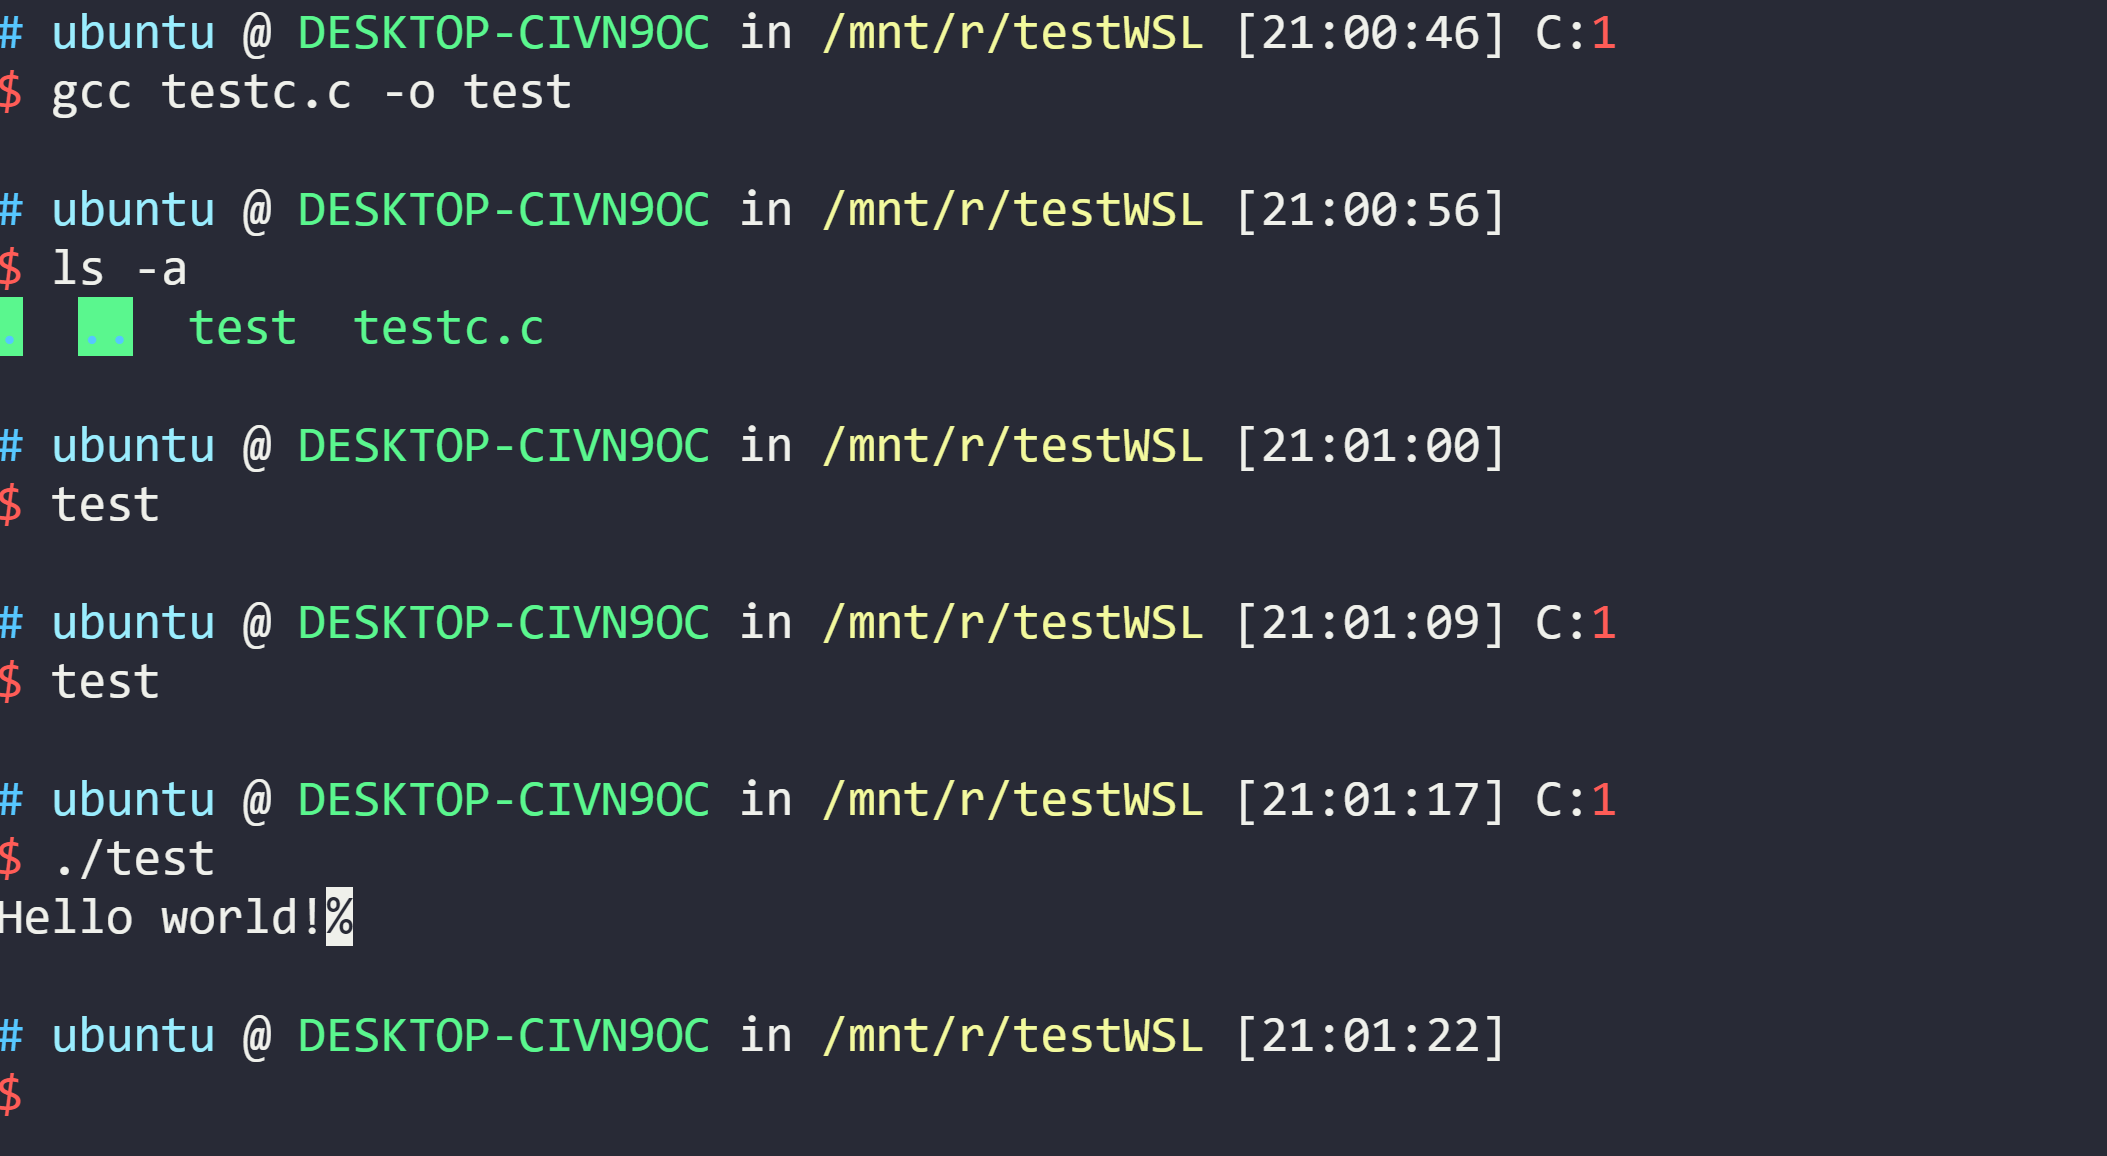 # ubuntu @ DESKTOP-CIVN9OC in /mnt/r/testWSL [21:00:46] C:1
$ gcc testc.c -o test
# ubuntu @ DESKTOP-CIVN9OC in /mnt/r/testWSL [21:00:56]
$ ls -a
.  ..  test  testc.c
# ubuntu @ DESKTOP-CIVN9OC in /mnt/r/testWSL [21:01:00]
$ test
# ubuntu @ DESKTOP-CIVN9OC in /mnt/r/testWSL [21:01:09] C:1
$ test
# ubuntu @ DESKTOP-CIVN9OC in /mnt/r/testWSL [21:01:17] C:1
$ ./test
Hello world!%
# ubuntu @ DESKTOP-CIVN9OC in /mnt/r/testWSL [21:01:22]
$